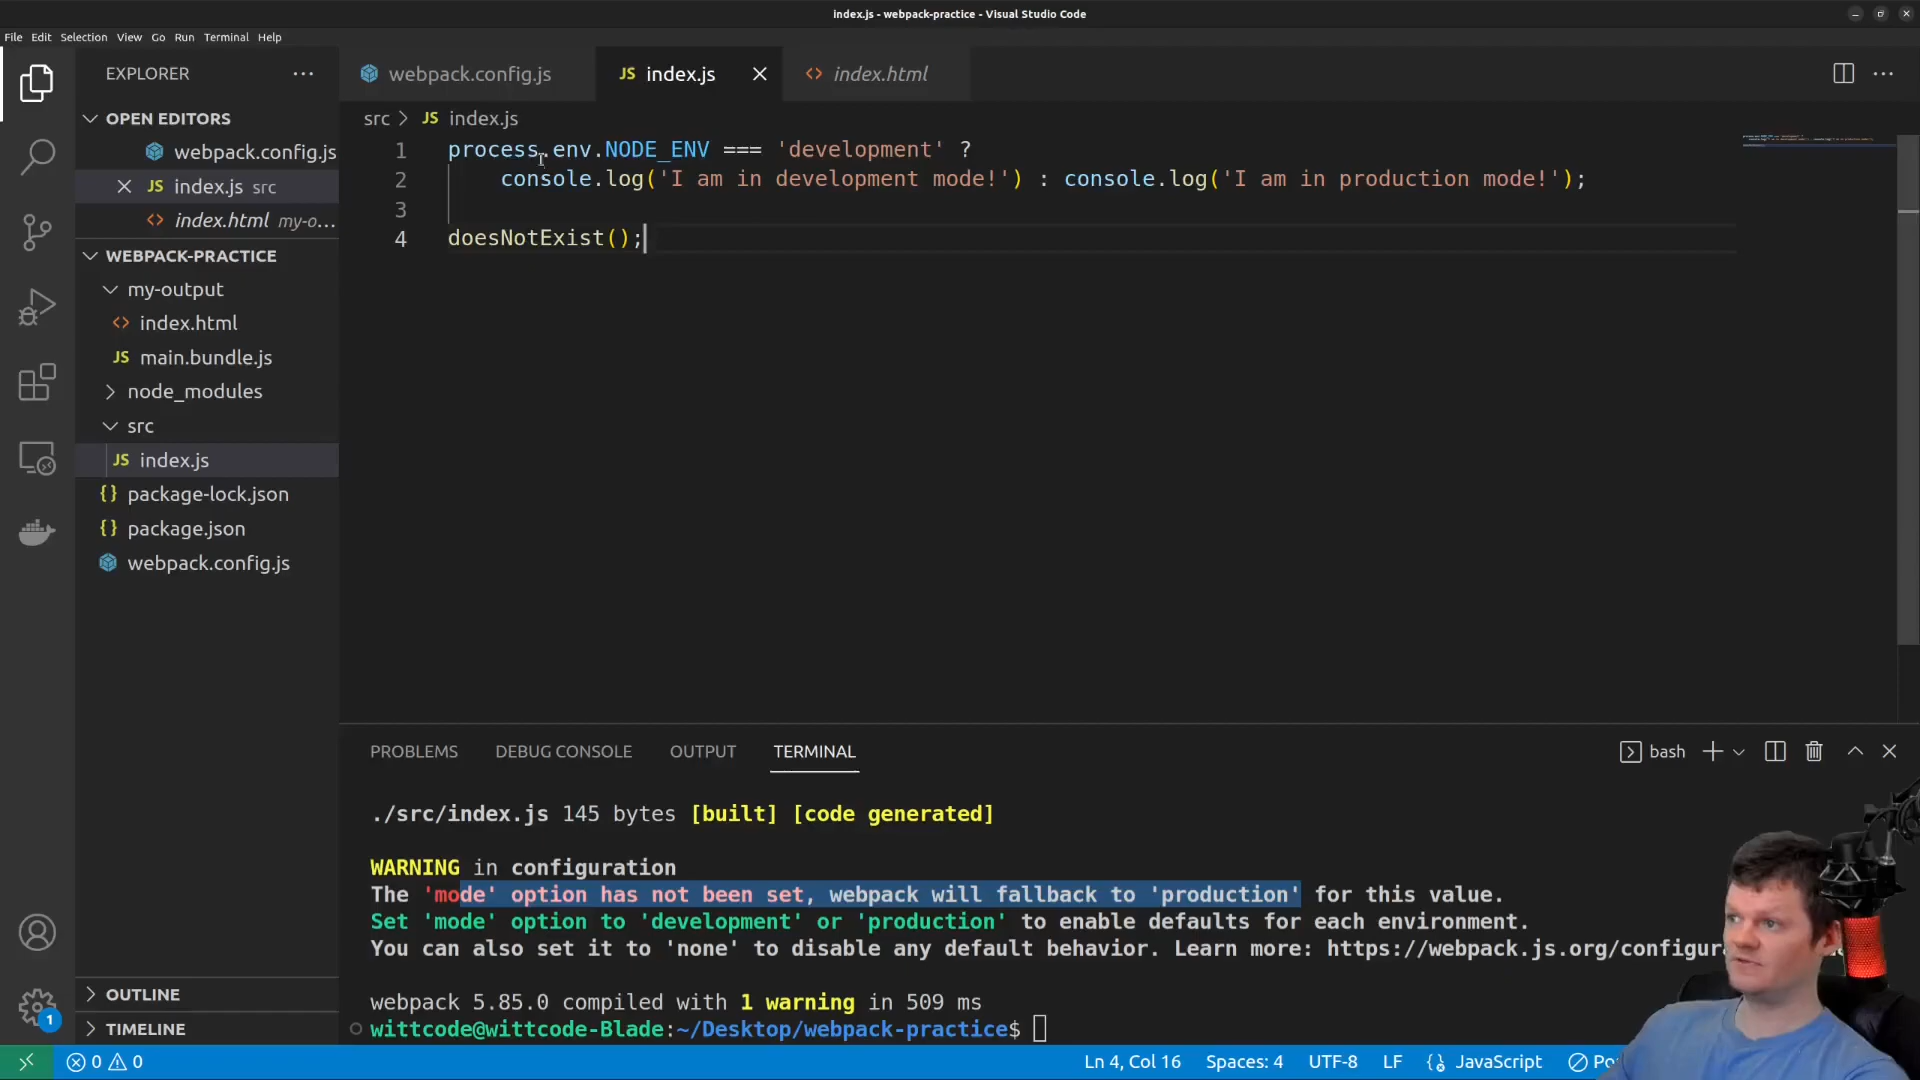 index.js - webpack-practice - Visual Studio Code
File Edit Selection View Go Run Terminal Help
EXPLORER
OPEN EDITORS
webpack.config.js
index.js src
index.html my-o...
WEBPACK-PRACTICE
my-output
index.html
JS main.bundle.js
node_modules
src
JS index.js
package-lock.json
package.json
webpack.config.js
OUTLINE
TIMELINE
webpack.config.js
JS index.js
index.html
src > JS index.js
1 process.env.NODE_ENV === 'development' ?
2 console.log('I am in development mode!') : console.log('I am in production mode!');
3
4 doesNotExist();
PROBLEMS DEBUG CONSOLE OUTPUT TERMINAL
bash
./src/index.js 145 bytes [built] [code generated]
WARNING in configuration
The 'mode' option has not been set, webpack will fallback to 'production' for this value.
Set 'mode' option to 'development' or 'production' to enable defaults for each environment.
You can also set it to 'none' to disable any default behavior. Learn more: https://webpack.js.org/configur
webpack 5.85.0 compiled with 1 warning in 509 ms
wittcode@wittcode-Blade:~/Desktop/webpack-practice$
1
0 0
Ln 4, Col 16 Spaces: 4 UTF-8 LF {} JavaScript